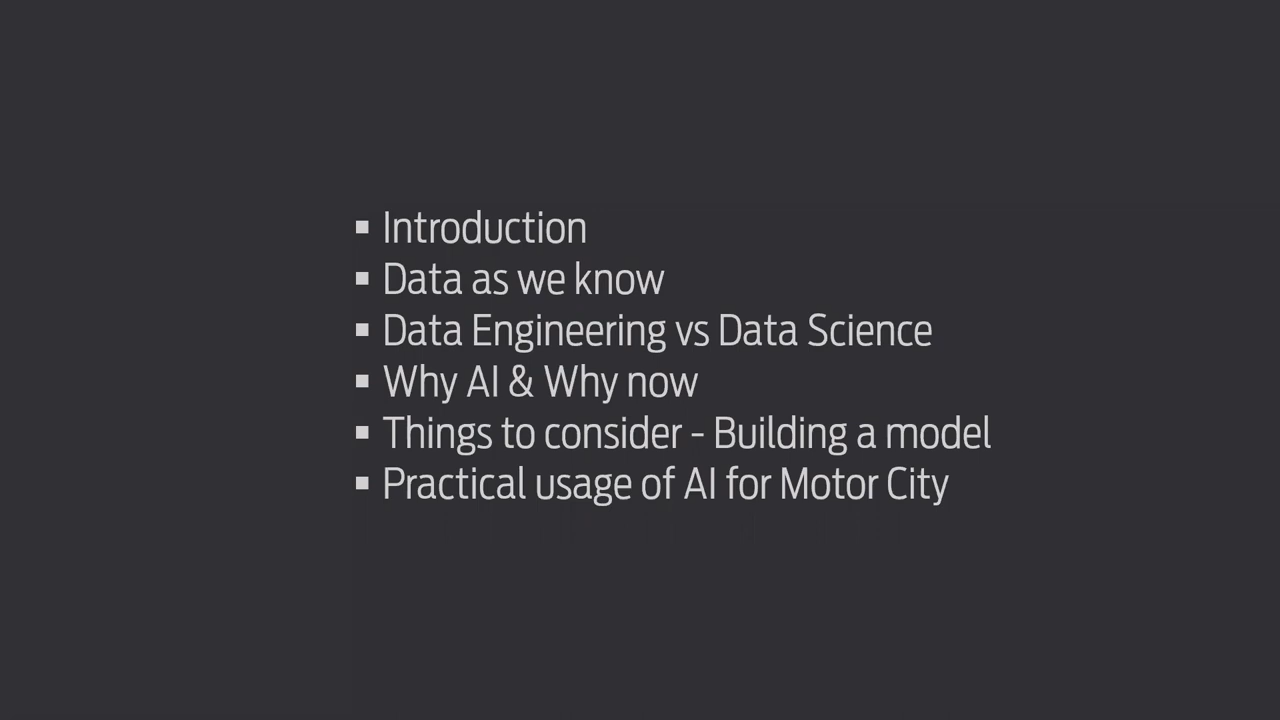 ▪ Introduction
▪ Data as we know
▪ Data Engineering vs Data Science
▪ Why AI & Why now
▪ Things to consider - Building a model
▪ Practical usage of AI for Motor City